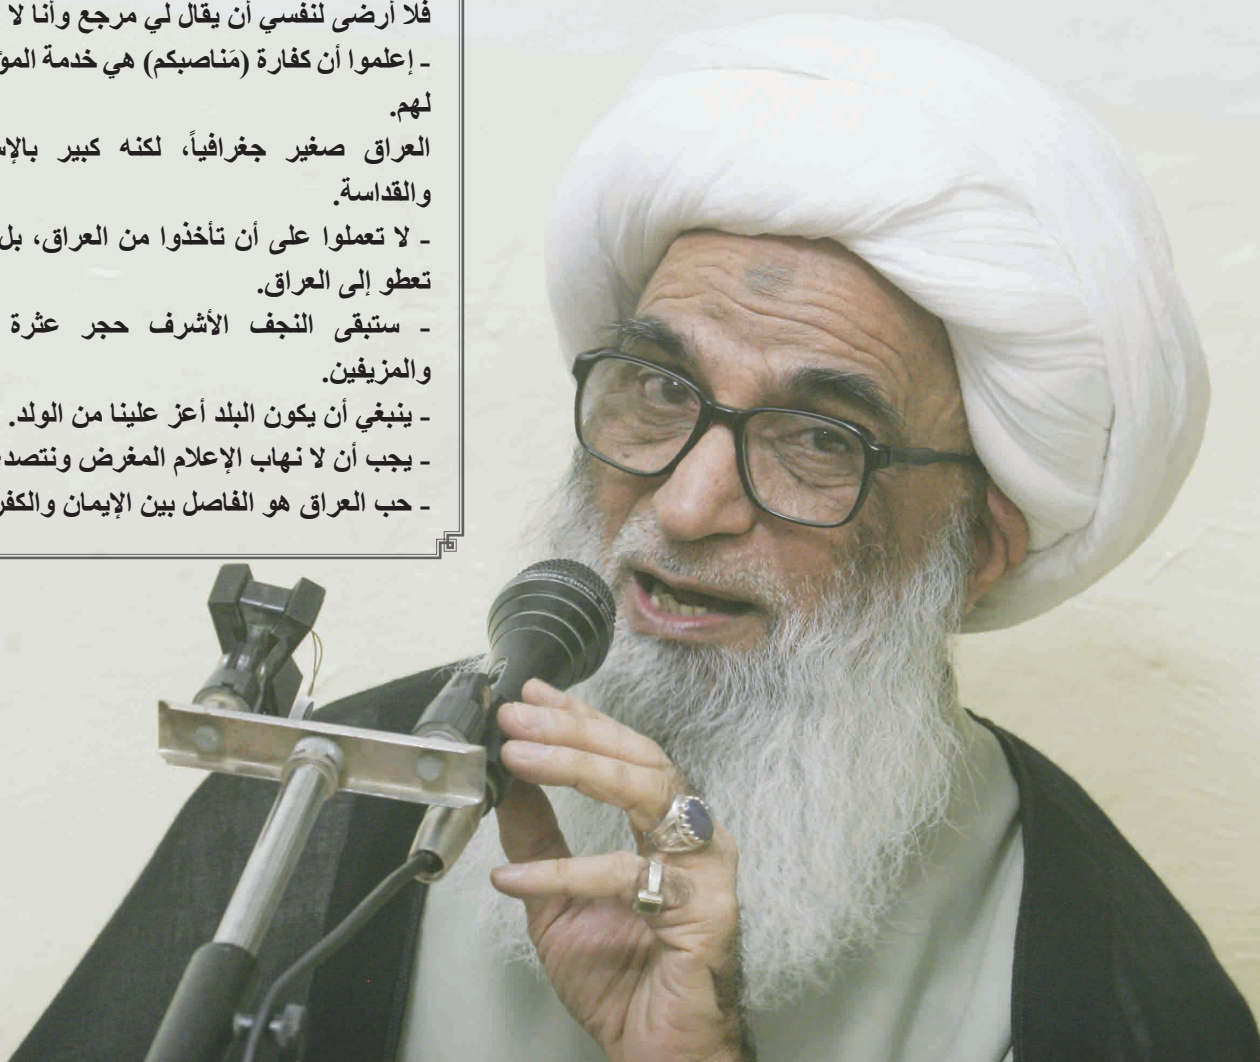 فلا أرضى لنفسي أن يقال لي مرجع وأنا لا
- إعلموا أن كفارة (مَناصبكم) هي خدمة
لهم.
العراق صغير جغرافياً، لكنه كبير
والقداسة.
- لا تعملوا على أن تأخذوا من العراق، بل
تعطو إلى العراق.
- ستبقى النجف الأشرف حجر عثرة
والمزيفين.
- ينبغي أن يكون البلد أعز علينا من الولد.
- يجب أن لا نهاب الإعلام المغرض
- حب العراق هو الفاصل بين الإيمان والكفر